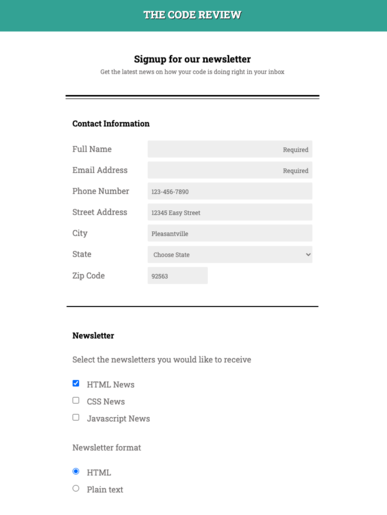 THE CODE REVIEW
Signup for our newsletter
Get the latest news on how your code is doing right in your inbox
Contact Information
Full Name Required
Email Address Required
Phone Number 123-456-7890
Street Address 12345 Easy Street
City Pleasantville
State Choose State
Zip Code 92563
Newsletter
Select the newsletters you would like to receive
HTML News
CSS News
Javascript News
Newsletter format
HTML
Plain text